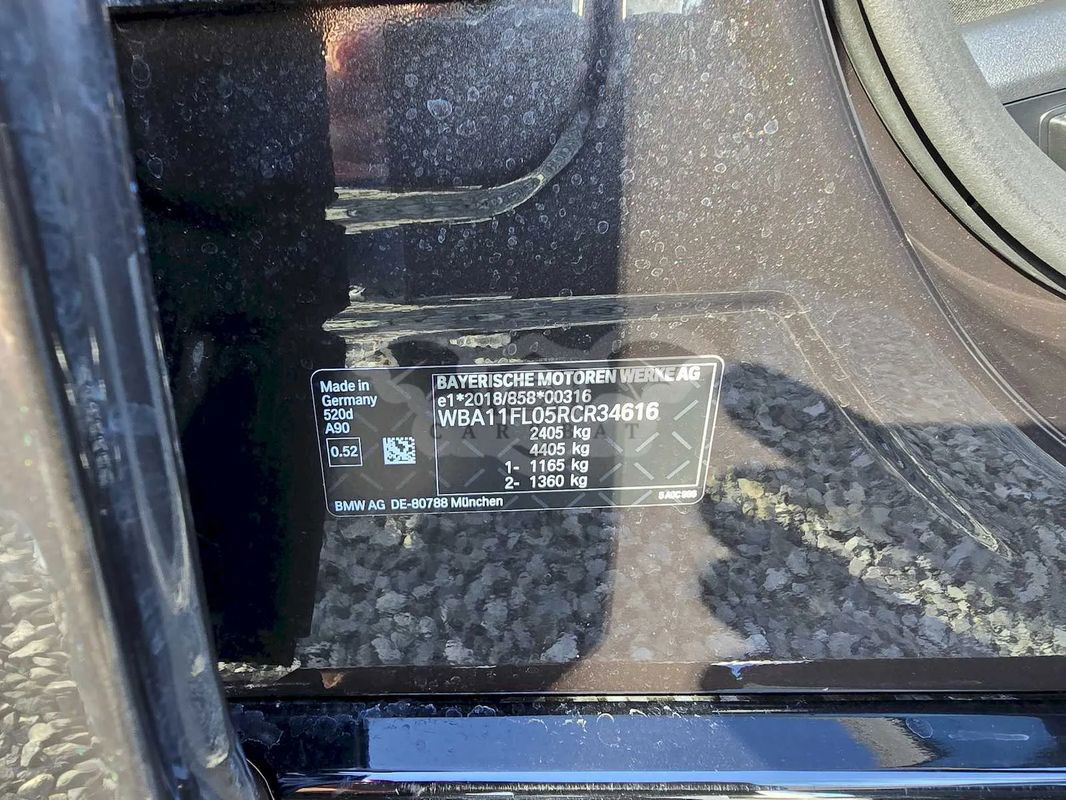 Made in
Germany
520d
A90
0.52
BAYERISCHE MOTOREN WERKE AG
e1*2018/858*00316
WBA11FL05RCR34616
2405 kg
4405 kg
1- 1165 kg
2- 1360 kg
BMW AG DE-80788 München